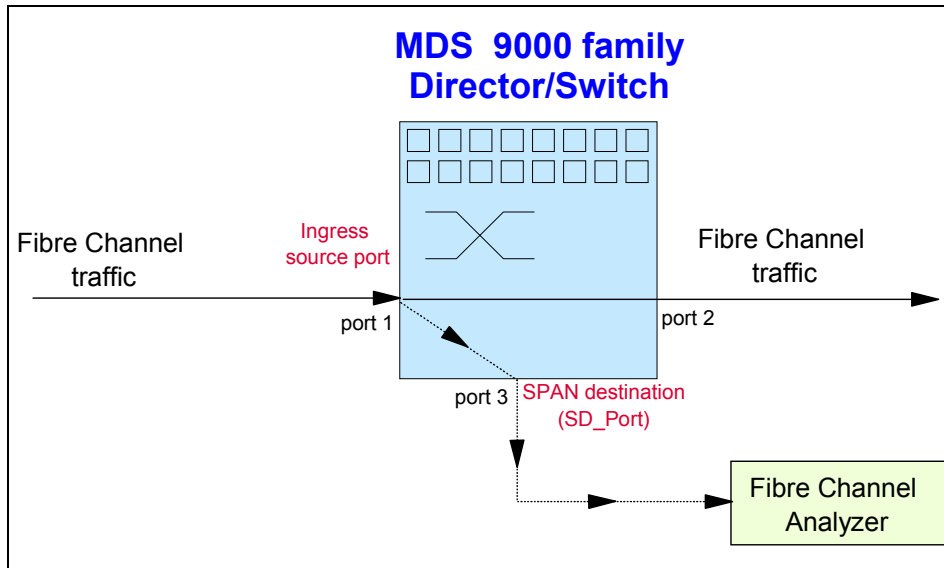 MDS 9000 family
Director/Switch
Ingress
source port
Fibre Channel
traffic
Fibre Channel
traffic
port 1
port 2
port 3
SPAN destination
(SD_Port)
Fibre Channel
Analyzer